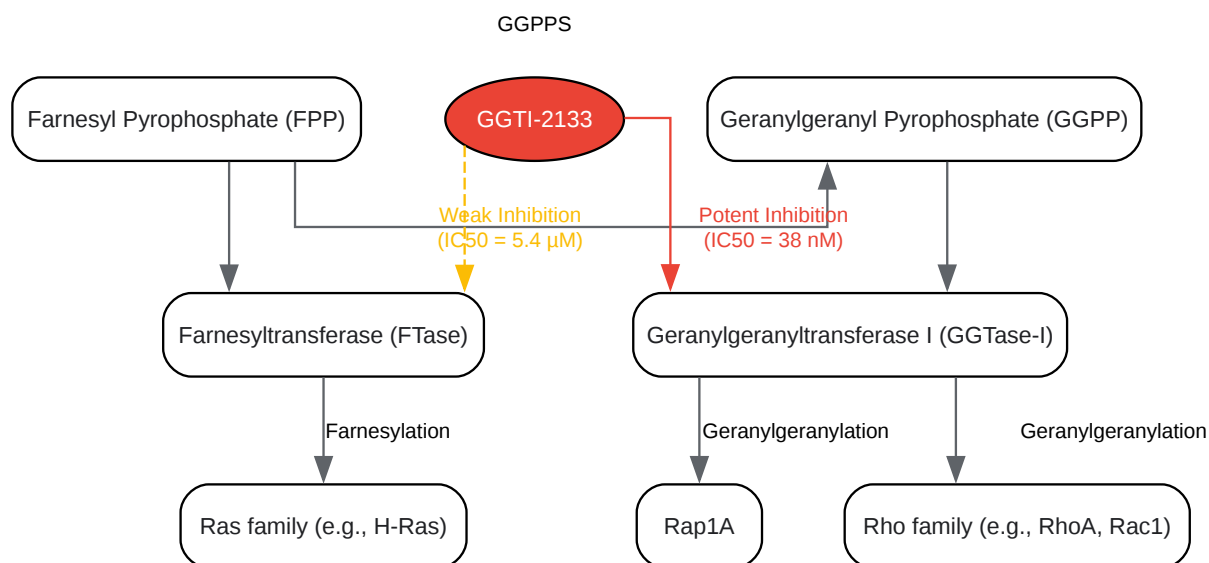 GGPPS
Farnesyl Pyrophosphate (FPP)
GGTI-2133
Geranylgeranyl Pyrophosphate (GGPP)
Weak Inhibition
(IC50 = 5.4 µM)
Potent Inhibition
(IC50 = 38 nM)
Farnesyltransferase (FTase)
Geranylgeranyltransferase I (GGTase-I)
Farnesylation
Geranylgeranylation
Geranylgeranylation
Ras family (e.g., H-Ras)
Rap1A
Rho family (e.g., RhoA, Rac1)